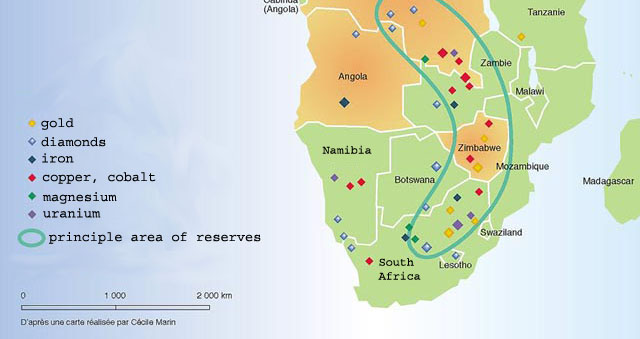 Cabinda
(Angola)
Tanzanie
Zambie
Angola
Malawi
gold
diamonds
iron
copper, cobalt
magnesium
uranium
principle area of reserves
Namibia
Zimbabwe
Mozambique
Botswana
Madagascar
Swaziland
South
Africa
Lesotho
0 1 000 2 000 km
D'après une carte réalisée par Cécile Marin